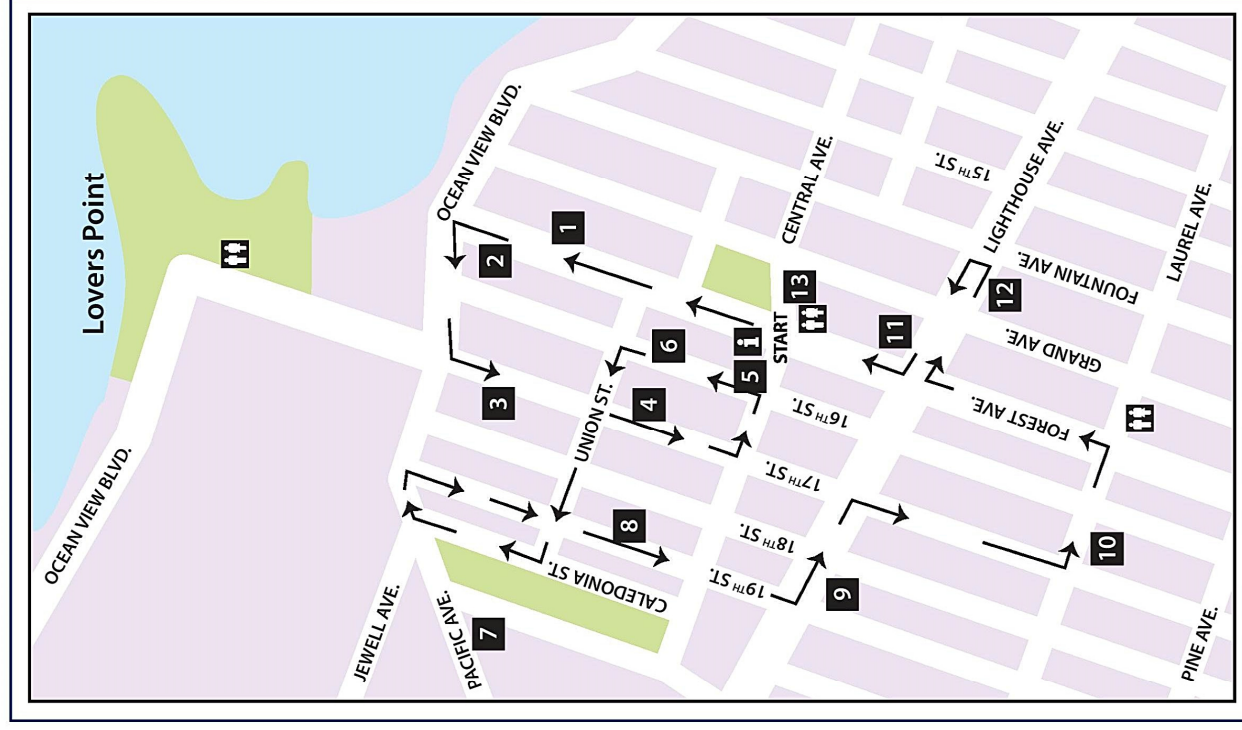 Lovers Point
OCEAN VIEW BLVD.
OCEAN VIEW BLVD.
1
2
3
CENTRAL AVE.
15TH ST.
LIGHTHOUSE AVE.
LAUREL AVE.
FOUNTAIN AVE.
GRAND AVE.
FOREST AVE.
START
i
13
12
11
6
5
4
UNION ST.
16TH ST.
17TH ST.
18TH ST.
19TH ST.
8
CALEDONIA ST.
JEWELL AVE.
PACIFIC AVE.
7
9
10
PINE AVE.